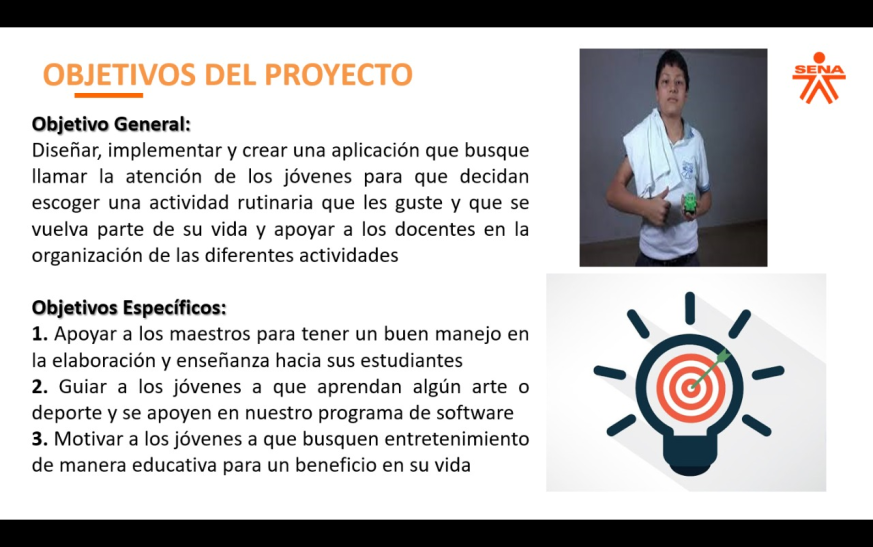 OBJETIVOS DEL PROYECTO
SENA
Objetivo General:
Diseñar, implementar y crear una aplicación que busque
llamar la atención de los jóvenes para que decidan
escoger una actividad rutinaria que les guste y que se
vuelva parte de su vida y apoyar a los docentes en la
organización de las diferentes actividades
Objetivos Específicos:
1. Apoyar a los maestros para tener un buen manejo en
la elaboración y enseñanza hacia sus estudiantes
2. Guiar a los jóvenes a que aprendan algún arte o
deporte y se apoyen en nuestro programa de software
3. Motivar a los jóvenes a que busquen entretenimiento
de manera educativa para un beneficio en su vida